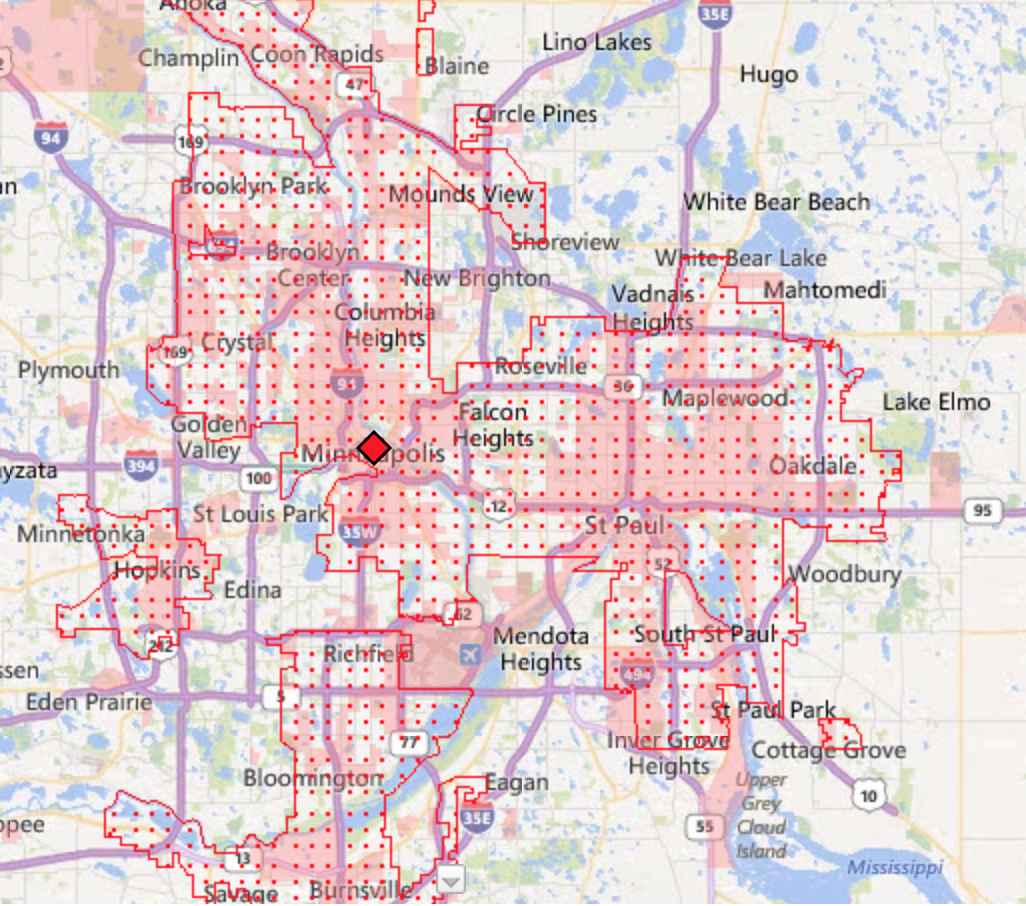 Anoka
35E
Lino Lakes
Champlin
Coon Rapids
Blaine
Hugo
47
Circle Pines
94
169
Brooklyn Park
Mounds View
White Bear Beach
Shoreview
Brooklyn
Center
White Bear Lake
New Brighton
Vadnais
Heights
Mahtomedi
Columbia
Heights
Crystal
169
Roseville
Plymouth
94
36
Maplewood
Falcon
Heights
Lake Elmo
Golden
Valley
Minneapolis
394
100
Oakdale
12
95
St Louis Park
St Paul
Minnetonka
35W
Hopkins
52
Woodbury
Edina
62
212
Richfield
Mendota
Heights
South St Paul
494
Eden Prairie
5
St Paul Park
77
Inver Grove
Heights
Cottage Grove
Bloomington
Eagan
Upper
Grey
Cloud
Island
10
35E
55
13
Mississippi
Savage
Burnsville